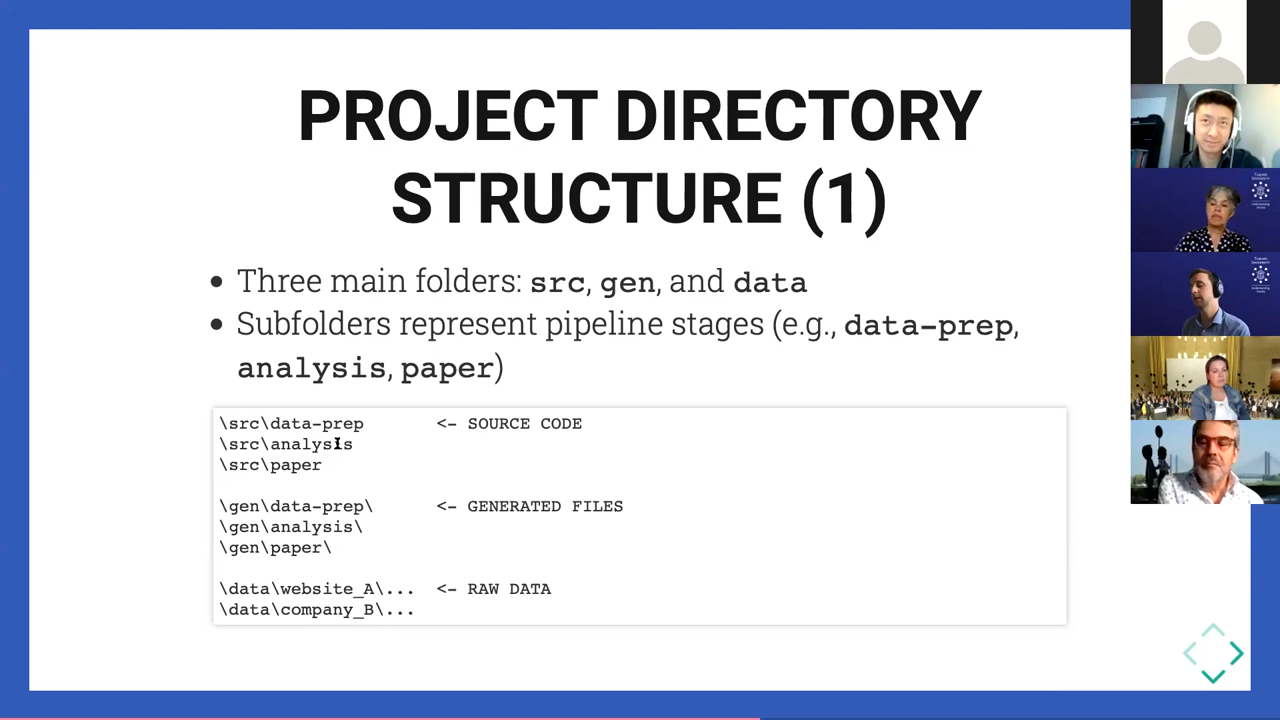 PROJECT DIRECTORY
STRUCTURE (1)
Three main folders: src, gen, and data
Subfolders represent pipeline stages (e.g., data-prep,
analysis, paper)
\src\data-prep <- SOURCE CODE
\src\analysis
\src\paper
\gen\data-prep\ <- GENERATED FILES
\gen\analysis\
\gen\paper\
\data\website_A\... <- RAW DATA
\data\company_B\...